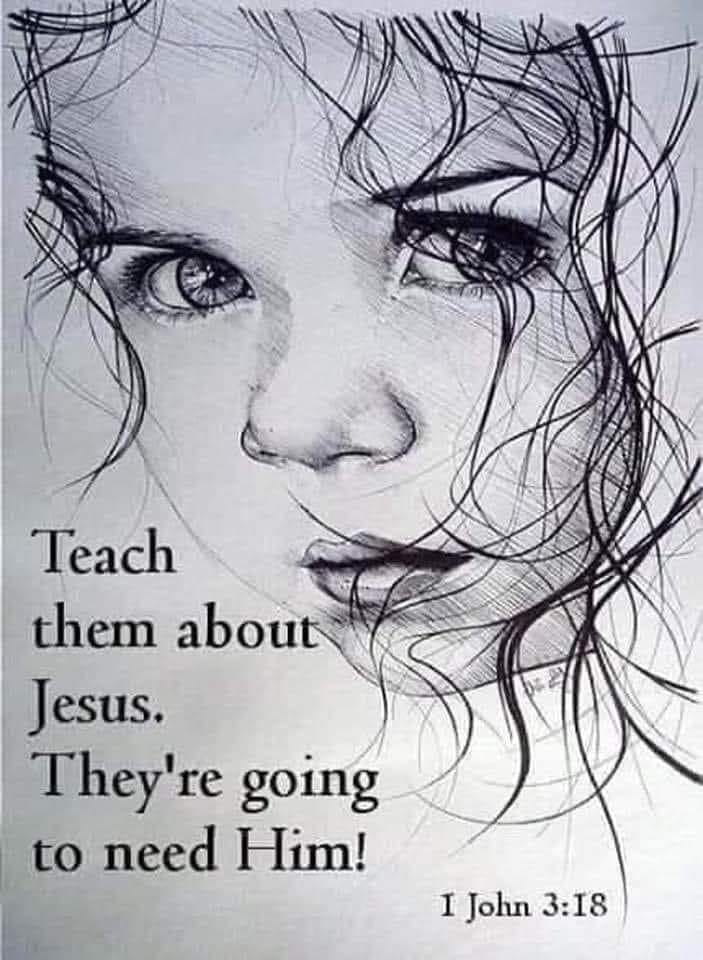 Teach
them about
Jesus.
They're going
to need Him!
1 John 3:18